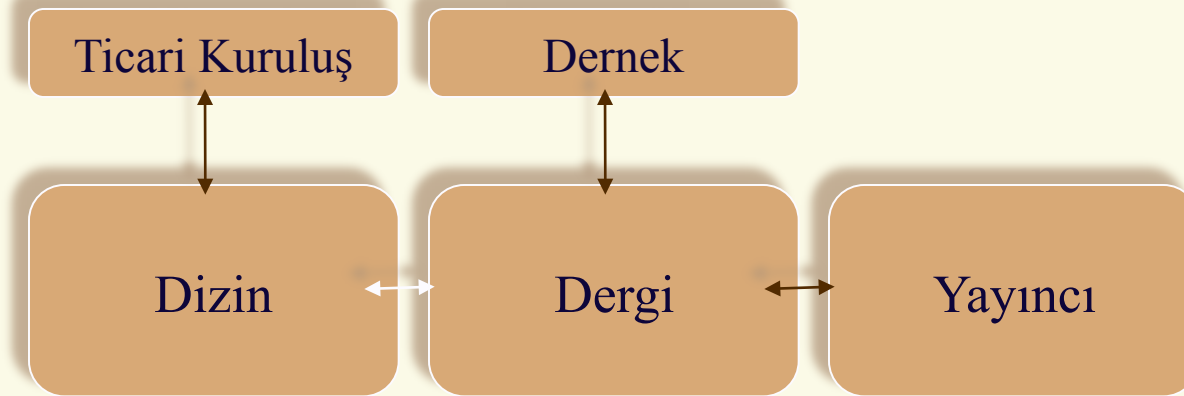 Ticari Kuruluş
Dernek
Dizin
Dergi
Yayıncı